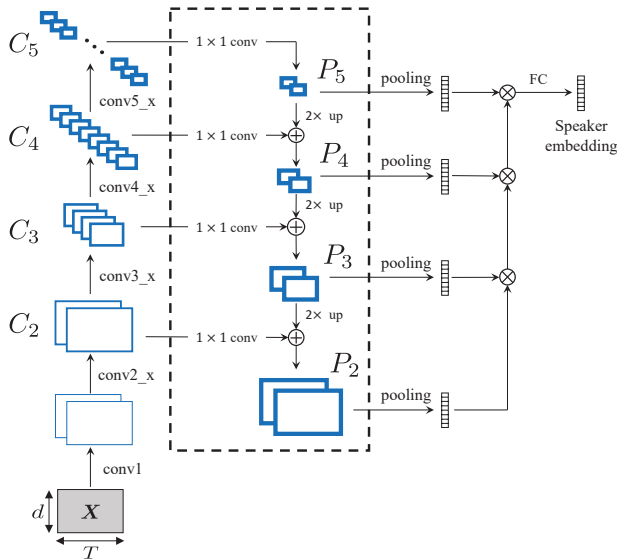 C5
1 × 1 conv
P5
pooling
FC
conv5_x
2× up
Speaker
embedding
C4
1 × 1 conv
P4
pooling
conv4_x
2× up
C3
1 × 1 conv
P3
pooling
conv3_x
2× up
C2
1 × 1 conv
P2
conv2_x
pooling
conv1
d
X
T